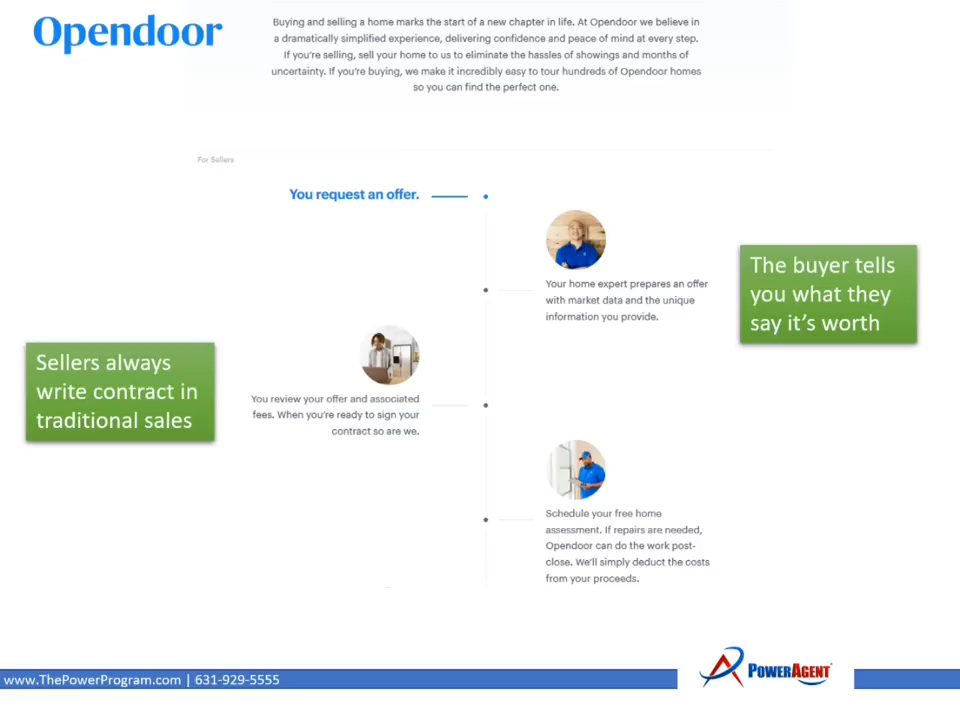 Opendoor
Buying and selling a home marks the start of a new chapter in life. At Opendoor we believe in
a dramatically simplified experience, delivering confidence and peace of mind at every step.
If you're selling, sell your home to us to eliminate the hassles of showings and months of
uncertainty. If you're buying, we make it incredibly easy to tour hundreds of Opendoor homes
so you can find the perfect one.
For Sellers
You request an offer.
Your home expert prepares an offer
with market data and the unique
information you provide.
The buyer tells
you what they
say it's worth
Sellers always
write contract in
traditional sales
You review your offer and associated
fees. When you're ready to sign your
contract so are we.
Schedule your free home
assessment. If repairs are needed,
Opendoor can do the work post-
close. We'll simply deduct the costs
from your proceeds.
www.ThePowerProgram.com | 631-929-5555
POWERAGENT